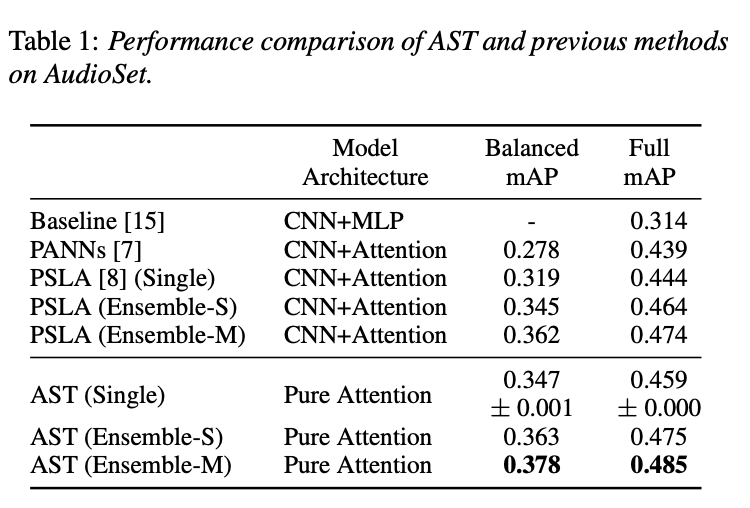 Table 1: Performance comparison of AST and previous methods
on AudioSet.
Model Balanced Full
Architecture mAP mAP
Baseline [15] CNN+MLP - 0.314
PANNs [7] CNN+Attention 0.278 0.439
PSLA [8] (Single) CNN+Attention 0.319 0.444
PSLA (Ensemble-S) CNN+Attention 0.345 0.464
PSLA (Ensemble-M) CNN+Attention 0.362 0.474
0.347 0.459
AST (Single) Pure Attention
± 0.001 ± 0.000
AST (Ensemble-S) Pure Attention 0.363 0.475
AST (Ensemble-M) Pure Attention 0.378 0.485